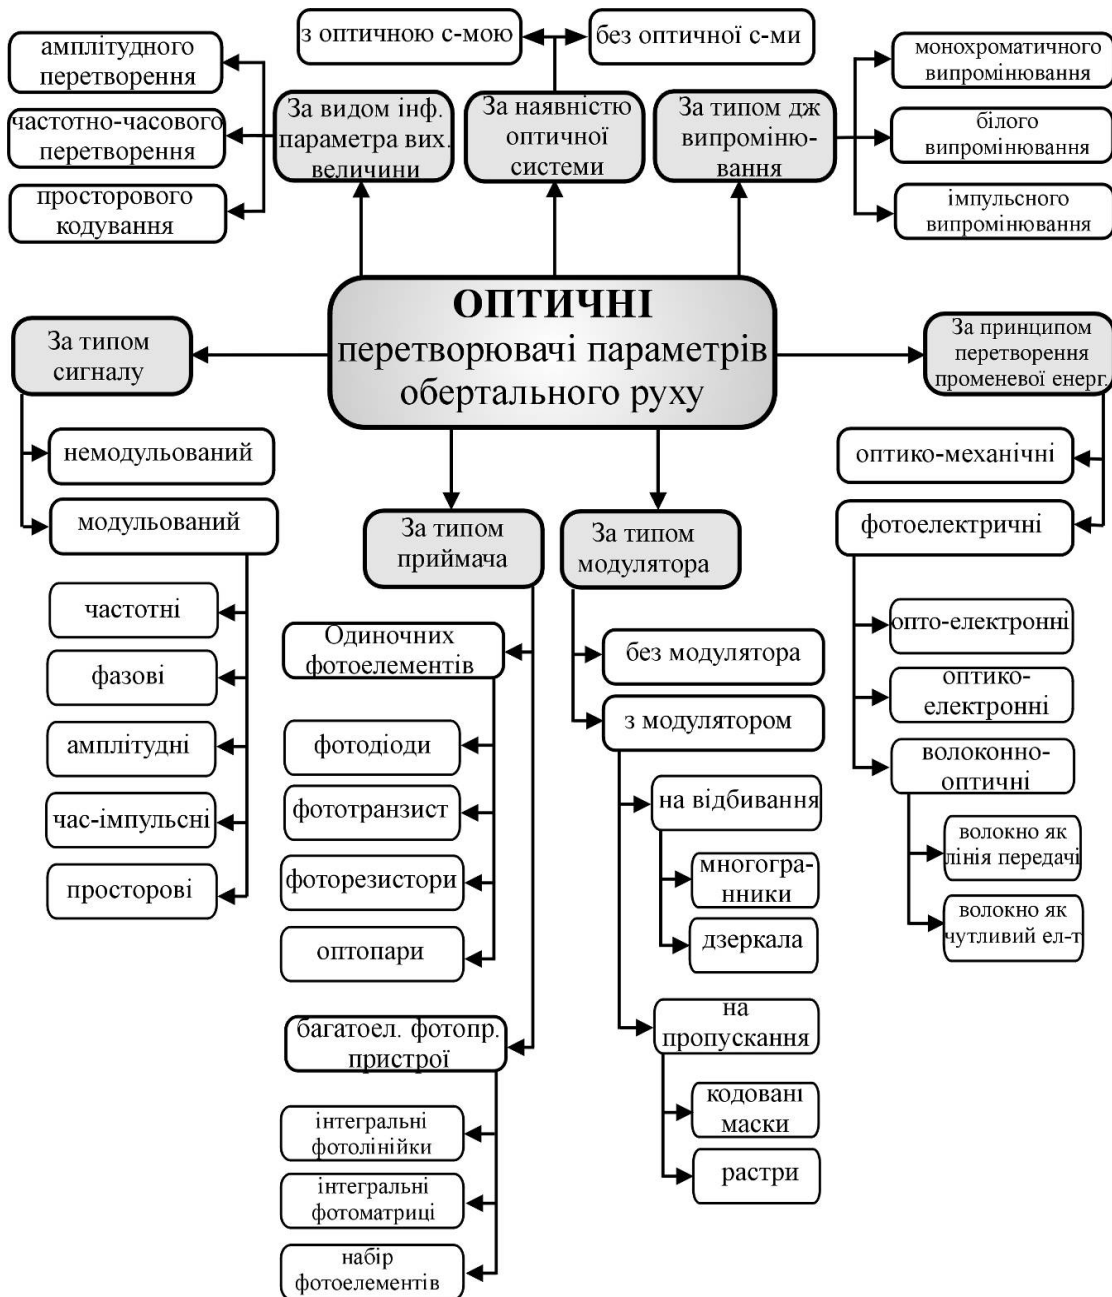 з оптичною с-мою
без оптичної с-ми
амплітудного
перетворення
частотно-часового
перетворення
просторового
кодування
За видом інф.
параметра вих.
величини
За наявністю
оптичної
системи
За типом дж
випроміню-
вання
монохроматичного
випромінювання
білого
випромінювання
імпульсного
випромінювання
ОПТИЧНІ
перетворювачі параметрів
обертального руху
За типом
сигналу
немодульований
модульований
частотні
фазові
амплітудні
час-імпульсні
просторові
За типом
приймача
Одиночних
фотоелементів
фотодіоди
фототранзист
фоторезистори
оптопари
багатоел. фотопр.
пристрої
інтегральні
фотолінійки
інтегральні
фотоматриці
набір
фотоелементів
За типом
модулятора
без модулятора
з модулятором
на відбивання
многогра-
нники
дзеркала
на
пропускання
кодовані
маски
растри
За принципом
перетворення
променевої енерг.
оптико-механічні
фотоелектричні
опто-електронні
оптико-
електронні
волоконно-
оптичні
волокно як
лінія передачі
волокно як
чутливий ел-т